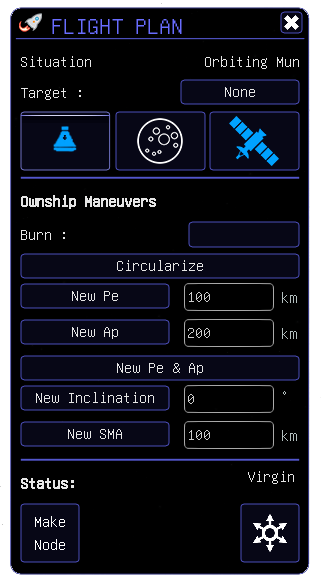 FLIGHT PLAN
Situation Orbiting Mun
Target : None
Ownship Maneuvers
Burn :
Circularize
New Pe 100 km
New Ap 200 km
New Pe & Ap
New Inclination 0 °
New SMA 100 km
Status: Virgin
Make
Node